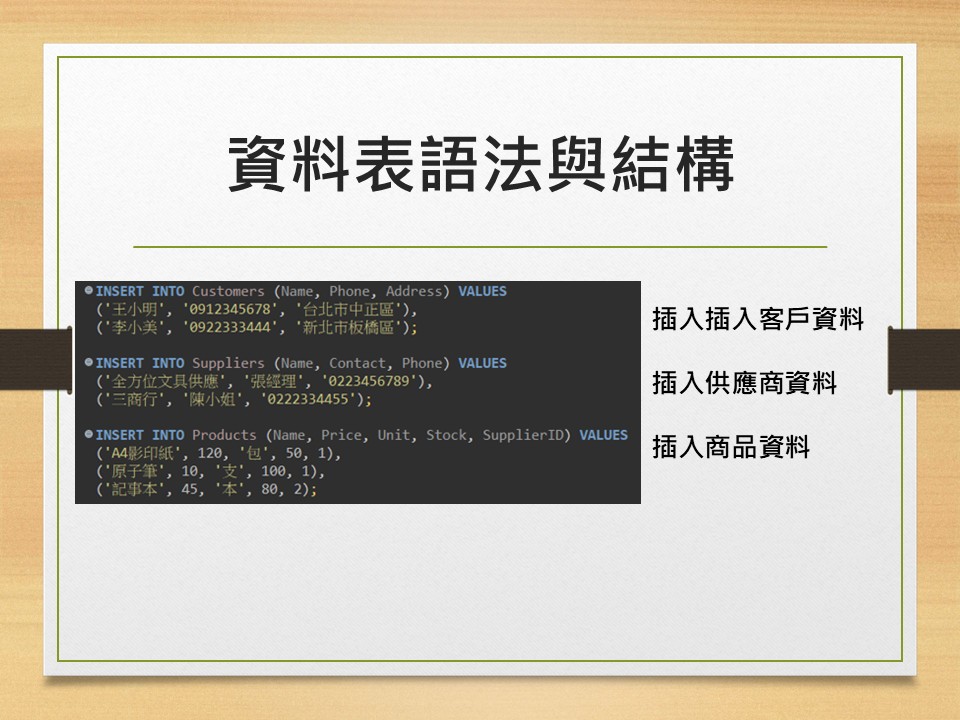 資料表語法與結構
INSERT INTO Customers (Name, Phone, Address) VALUES
('王小明', '0912345678', '台北市中正區'),
('李小美', '0922333444', '新北市板橋區');
INSERT INTO Suppliers (Name, Contact, Phone) VALUES
('全方位文具供應', '張經理', '0223456789'),
('三商行', '陳小姐', '0222334455');
INSERT INTO Products (Name, Price, Unit, Stock, SupplierID) VALUES
('A4影印紙', 120, '包', 50, 1),
('原子筆', 10, '支', 100, 1),
('記事本', 45, '本', 80, 2);
插入插入客戶資料
插入供應商資料
插入商品資料